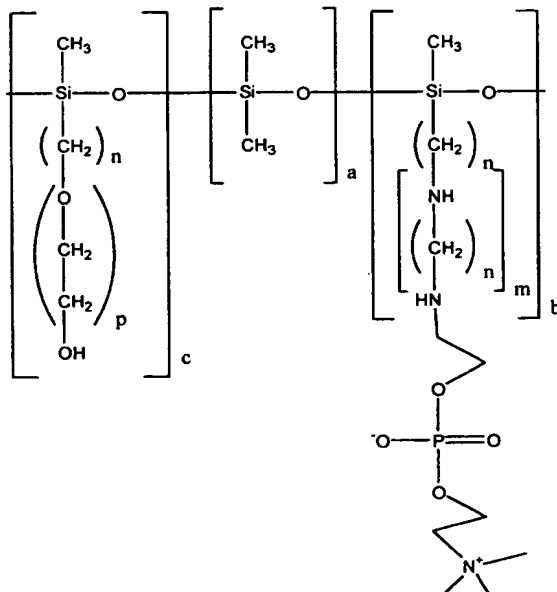 CH₃ CH₃ CH₃
Si O Si O Si O
(CH₂)n CH₃ (CH₂)n
a
O NH
CH₂ (CH₂)n
m
CH₂ p HN b
OH c
O
⁻O P O
O
N⁺